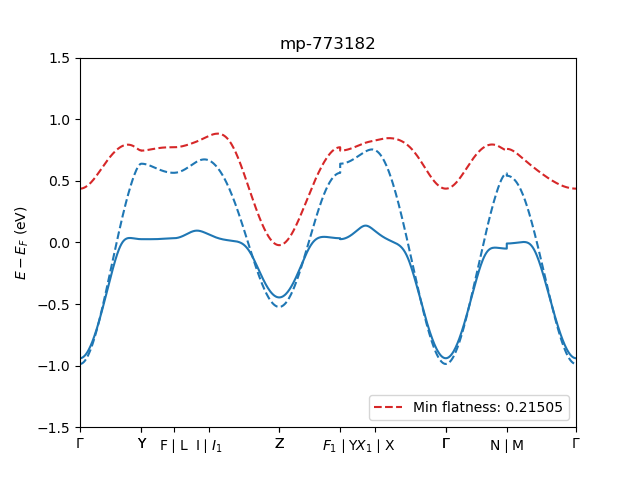 mp-773182
E − E_F (eV)
1.5
1.0
0.5
0.0
−0.5
−1.0
−1.5
Min flatness: 0.21505
Γ Y F | L I | I₁ Z F₁ | Y X₁ | X Γ N | M Γ